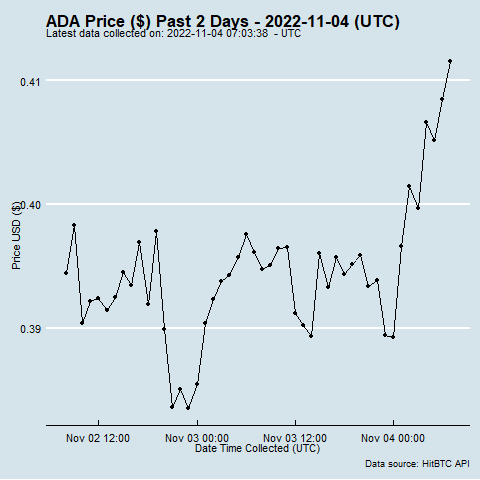 ADA Price ($) Past 2 Days - 2022-11-04 (UTC)
Latest data collected on: 2022-11-04 07:03:38 - UTC
0.41
0.40
0.39
Price USD ($)
Nov 02 12:00 Nov 03 00:00 Nov 03 12:00 Nov 04 00:00
Date Time Collected (UTC)
Data source: HitBTC API